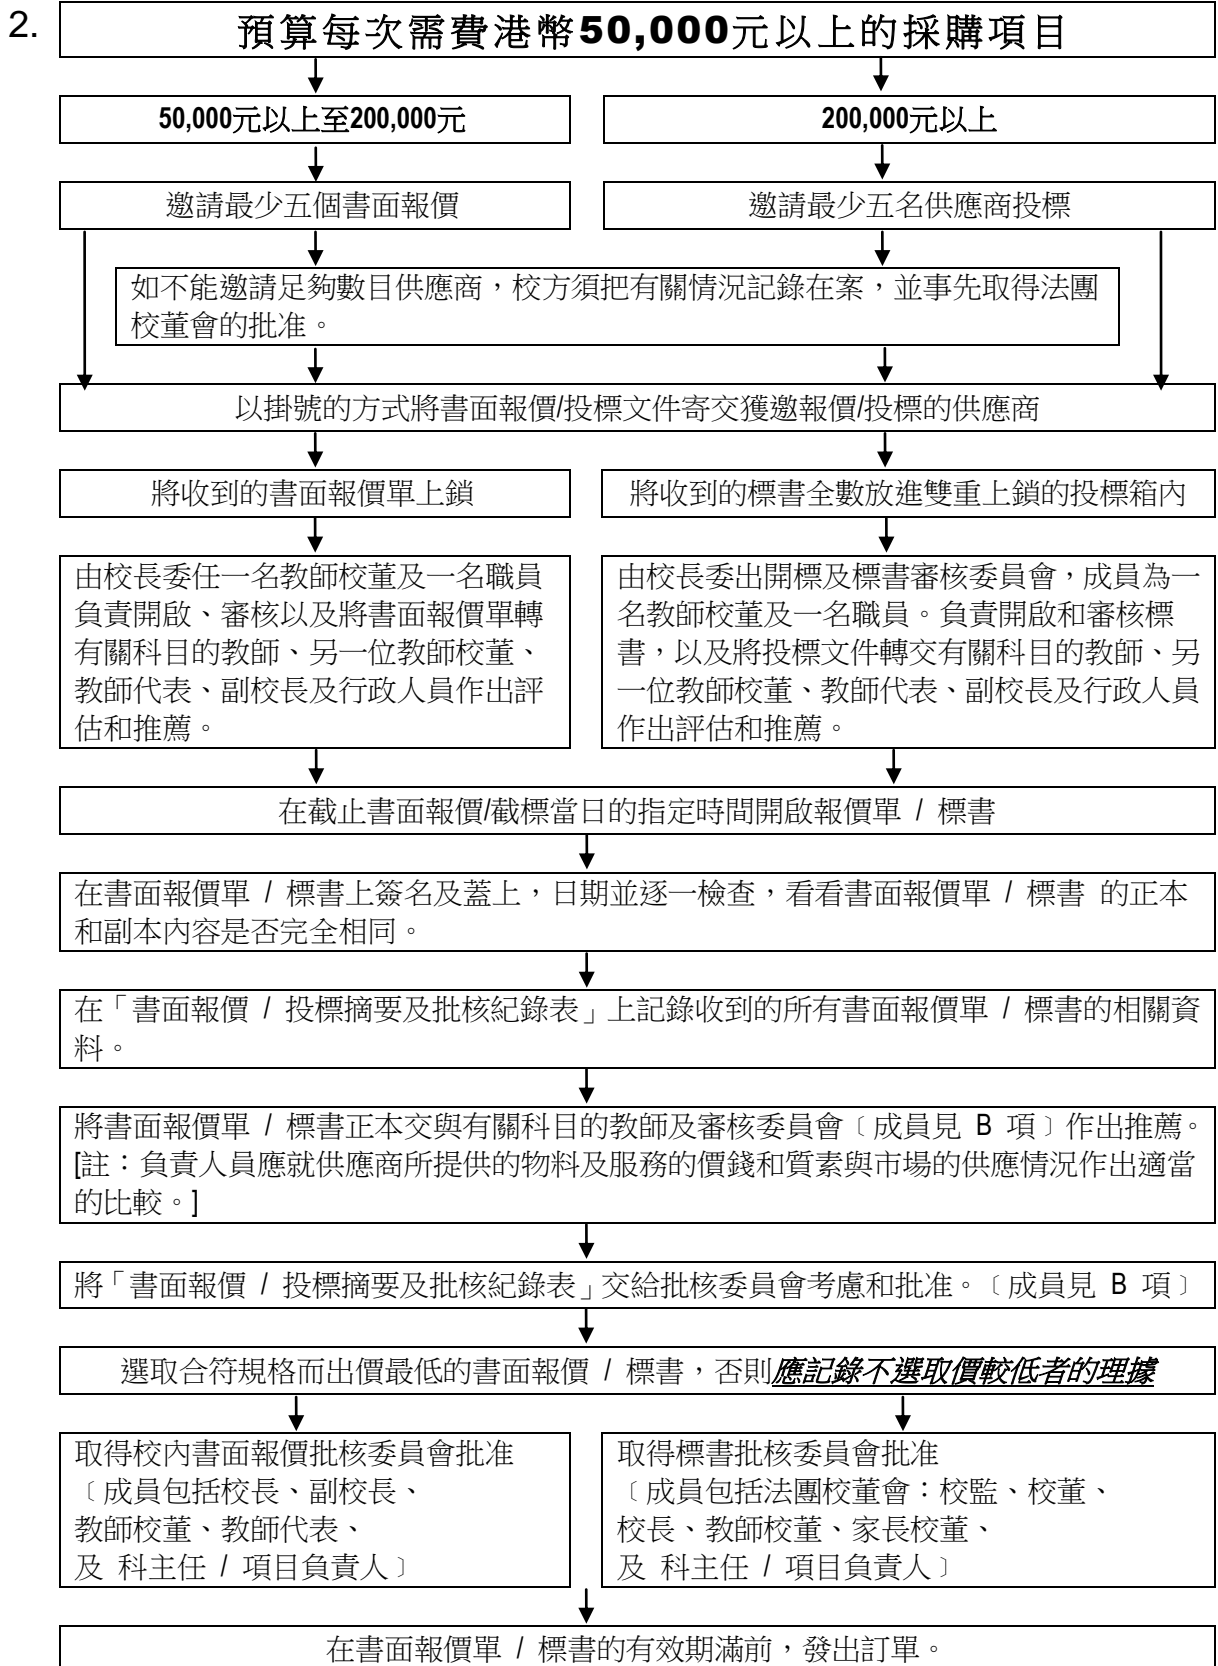 2.
預算每次需費港幣50,000元以上的採購項目
50,000元以上至200,000元
200,000元以上
邀請最少五個書面報價
邀請最少五名供應商投標
如不能邀請足夠數目供應商，校方須把有關情況記錄在案，並事先取得法團
校董會的批准。
以掛號的方式將書面報價/投標文件寄交獲邀報價/投標的供應商
將收到的書面報價單上鎖
將收到的標書全數放進雙重上鎖的投標箱內
由校長委任一名教師校董及一名職員
負責開啟、審核以及將書面報價單轉
有關科目的教師、另一位教師校董、
教師代表、副校長及行政人員作出評
估和推薦。
由校長委出開標及標書審核委員會，成員為一
名教師校董及一名職員。負責開啟和審核標
書，以及將投標文件轉交有關科目的教師、另
一位教師校董、教師代表、副校長及行政人員
作出評估和推薦。
在截止書面報價/截標當日的指定時間開啟報價單 / 標書
在書面報價單 / 標書上簽名及蓋上，日期並逐一檢查，看看書面報價單 / 標書 的正本
和副本內容是否完全相同。
在「書面報價 / 投標摘要及批核紀錄表」上記錄收到的所有書面報價單 / 標書的相關資
料。
將書面報價單 / 標書正本交與有關科目的教師及審核委員會﹝成員見 B 項﹞作出推薦。
[註：負責人員應就供應商所提供的物料及服務的價錢和質素與市場的供應情況作出適當
的比較。]
將「書面報價 / 投標摘要及批核紀錄表」交給批核委員會考慮和批准。﹝成員見 B 項﹞
選取合符規格而出價最低的書面報價 / 標書，否則應記錄不選取價較低者的理據
取得校內書面報價批核委員會批准
﹝成員包括校長、副校長、
教師校董、教師代表、
及 科主任 / 項目負責人﹞
取得標書批核委員會批准
﹝成員包括法團校董會：校監、校董、
校長、教師校董、家長校董、
及 科主任 / 項目負責人﹞
在書面報價單 / 標書的有效期滿前，發出訂單。